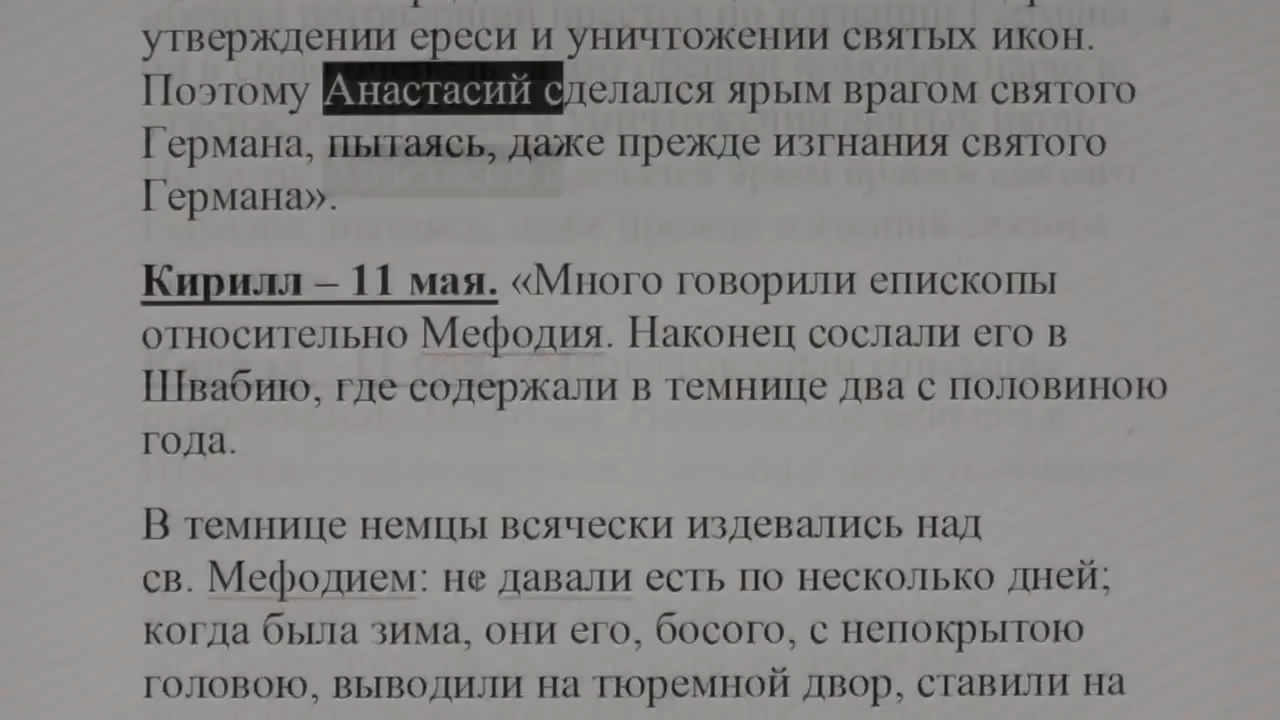 утверждении ереси и уничтожении святых икон.
Поэтому Анастасий сделался ярым врагом святого
Германа, пытаясь, даже прежде изгнания святого
Германа».
Кирилл – 11 мая. «Много говорили епископы
относительно Мефодия. Наконец сослали его в
Швабию, где содержали в темнице два с половиною
года.
В темнице немцы всячески издевались над
св. Мефодием: не давали есть по несколько дней;
когда была зима, они его, босого, с непокрытою
головою, выводили на тюремной двор, ставили на